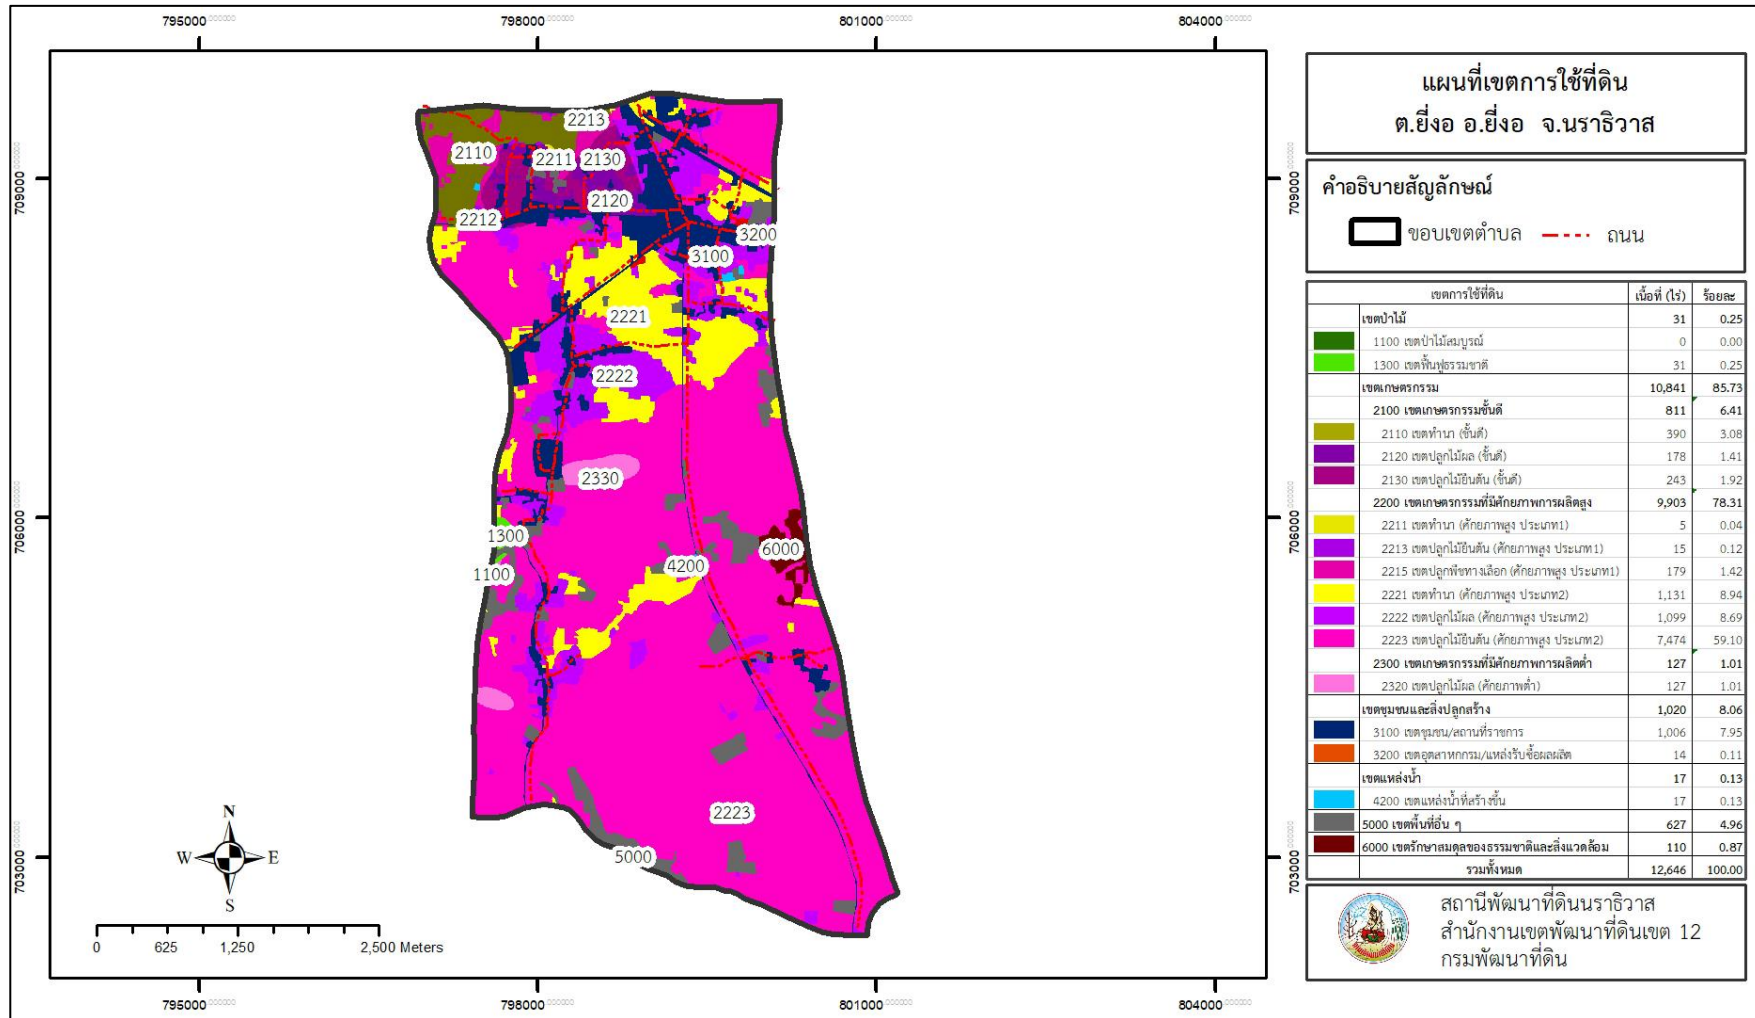 795000.000000 798000.000000 801000.000000 804000.000000
709000.000000 709000.000000
706000.000000 706000.000000
703000.000000 703000.000000
2213
2110 2211 2130
2120
2212
3200
3100
2221
2222
2330
1300
6000
4200
1100
2223
5000
N
W E
S
0 625 1,250 2,500 Meters
795000.000000 798000.000000 801000.000000 804000.000000
แผนที่เขตการใช้ที่ดิน
ต.ยี่งอ อ.ยี่งอ จ.นราธิวาส
คำอธิบายสัญลักษณ์
ขอบเขตตำบล ถนน
เขตการใช้ที่ดิน เนื้อที่ (ไร่) ร้อยละ
เขตป่าไม้ 31 0.25
1100 เขตป่าไม้สมบูรณ์ 0 0.00
1300 เขตฟื้นฟูธรรมชาติ 31 0.25
เขตเกษตรกรรม 10,841 85.73
2100 เขตเกษตรกรรมชั้นดี 811 6.41
2110 เขตทำนา (ชั้นดี) 390 3.08
2120 เขตปลูกไม้ผล (ชั้นดี) 178 1.41
2130 เขตปลูกไม้ยืนต้น (ชั้นดี) 243 1.92
2200 เขตเกษตรกรรมที่มีศักยภาพการผลิตสูง 9,903 78.31
2211 เขตทำนา (ศักยภาพสูง ประเภท1) 5 0.04
2213 เขตปลูกไม้ยืนต้น (ศักยภาพสูง ประเภท1) 15 0.12
2215 เขตปลูกพืชทางเลือก (ศักยภาพสูง ประเภท1) 179 1.42
2221 เขตทำนา (ศักยภาพสูง ประเภท2) 1,131 8.94
2222 เขตปลูกไม้ผล (ศักยภาพสูง ประเภท2) 1,099 8.69
2223 เขตปลูกไม้ยืนต้น (ศักยภาพสูง ประเภท2) 7,474 59.10
2300 เขตเกษตรกรรมที่มีศักยภาพการผลิตต่ำ 127 1.01
2320 เขตปลูกไม้ผล (ศักยภาพต่ำ) 127 1.01
เขตชุมชนและสิ่งปลูกสร้าง 1,020 8.06
3100 เขตชุมชน/สถานที่ราชการ 1,006 7.95
3200 เขตอุตสาหกรรม/แหล่งรับซื้อผลผลิต 14 0.11
เขตแหล่งน้ำ 17 0.13
4200 เขตแหล่งน้ำที่สร้างขึ้น 17 0.13
5000 เขตพื้นที่อื่น ๆ 627 4.96
6000 เขตรักษาสมดุลของธรรมชาติและสิ่งแวดล้อม 110 0.87
รวมทั้งหมด 12,646 100.00
สถานีพัฒนาที่ดินนราธิวาส
สำนักงานเขตพัฒนาที่ดินเขต 12
กรมพัฒนาที่ดิน